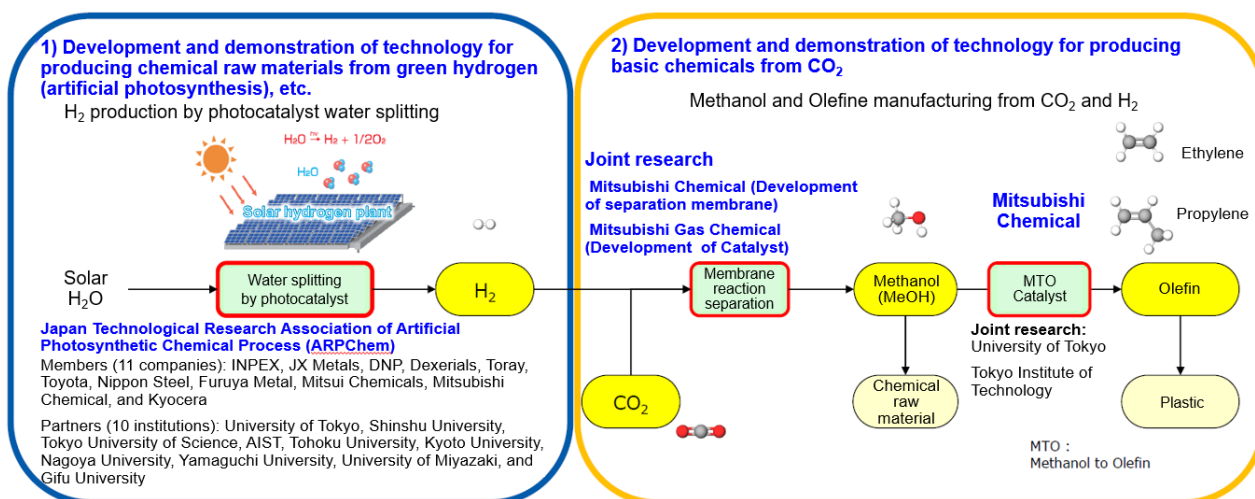 1) Development and demonstration of technology for
producing chemical raw materials from green hydrogen
(artificial photosynthesis), etc.
H₂ production by photocatalyst water splitting
H₂O →hv H₂ + 1/2O₂
H₂O
Solar hydrogen plant
Solar
H₂O
Water splitting
by photocatalyst
H₂
Japan Technological Research Association of Artificial
Photosynthetic Chemical Process (ARPChem)
Members (11 companies): INPEX, JX Metals, DNP, Dexerials, Toray,
Toyota, Nippon Steel, Furuya Metal, Mitsui Chemicals, Mitsubishi
Chemical, and Kyocera
Partners (10 institutions): University of Tokyo, Shinshu University,
Tokyo University of Science, AIST, Tohoku University, Kyoto University,
Nagoya University, Yamaguchi University, University of Miyazaki, and
Gifu University
2) Development and demonstration of technology for producing
basic chemicals from CO₂
Methanol and Olefine manufacturing from CO₂ and H₂
Joint research
Mitsubishi Chemical (Development
of separation membrane)
Mitsubishi Gas Chemical
(Development of Catalyst)
Membrane
reaction
separation
CO₂
Methanol
(MeOH)
Chemical
raw
material
Mitsubishi
Chemical
MTO
Catalyst
Joint research:
University of Tokyo
Tokyo Institute of
Technology
Ethylene
Propylene
Olefin
Plastic
MTO :
Methanol to Olefin